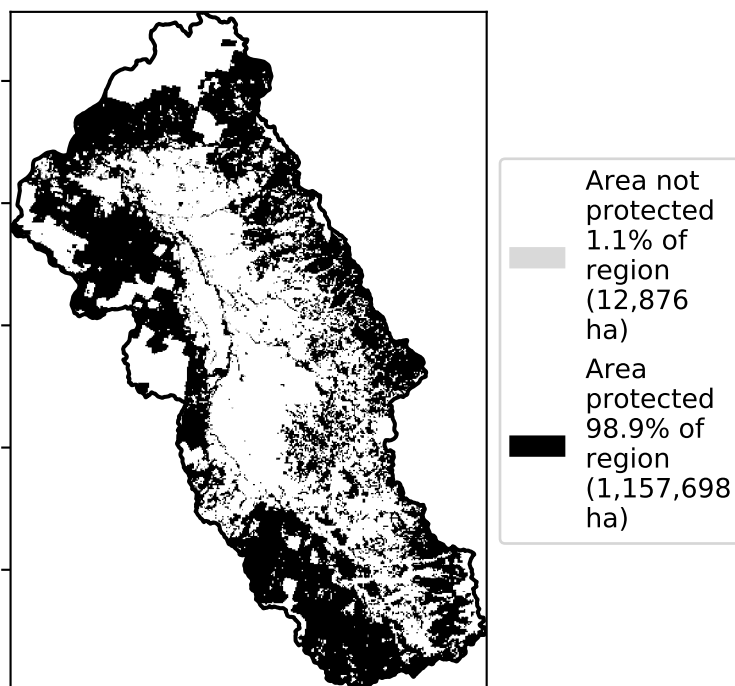 Area not
protected
1.1% of
region
(12,876
ha)
Area
protected
98.9% of
region
(1,157,698
ha)